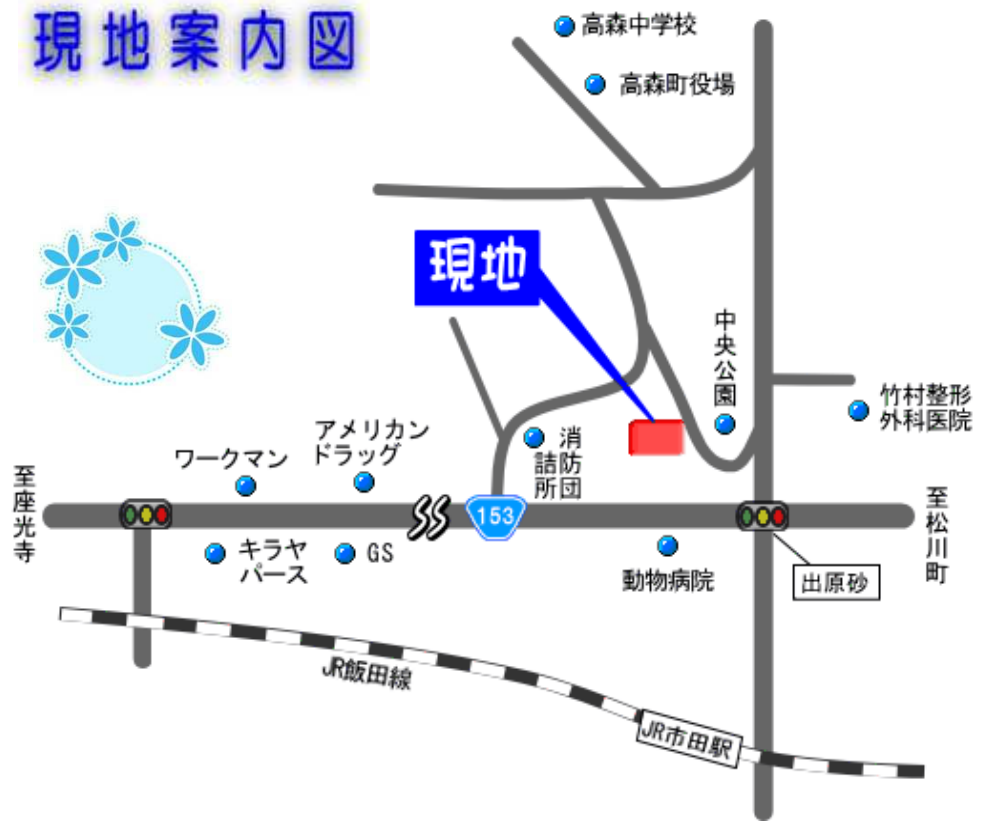 現地案内図
高森中学校
高森町役場
現地
中央公園
竹村整形
外科医院
アメリカン
ドラッグ
ワークマン
消防団
詰所
至座光寺
153
至松川町
キラヤ
パース
GS
動物病院
出原砂
JR飯田線
JR市田駅